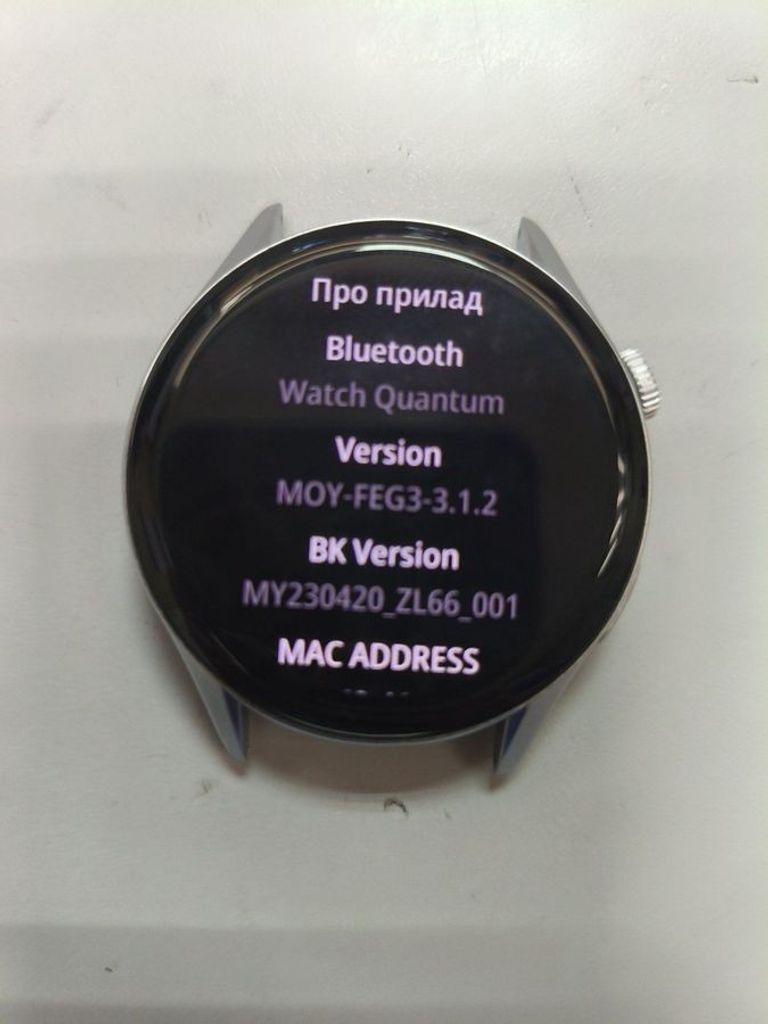 Про прилад
Bluetooth
Watch Quantum
Version
MOY-FEG3-3.1.2
BK Version
MY230420_ZL66_001
MAC ADDRESS